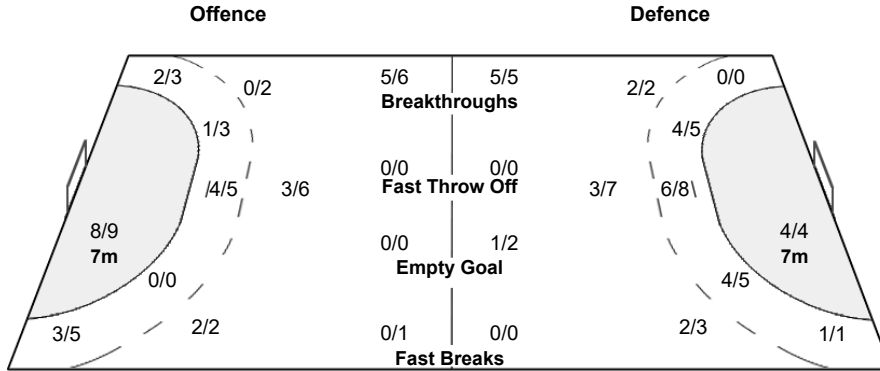 Offence Defence
2/3 0/2 5/6 5/5 2/2 0/0
Breakthroughs
1/3 4/5
0/0 0/0
4/5 3/6 Fast Throw Off 3/7 6/8
8/9 0/0 1/2 4/4
7m Empty Goal 7m
0/0 4/5
3/5 2/2 0/1 0/0 2/3 1/1
Fast Breaks